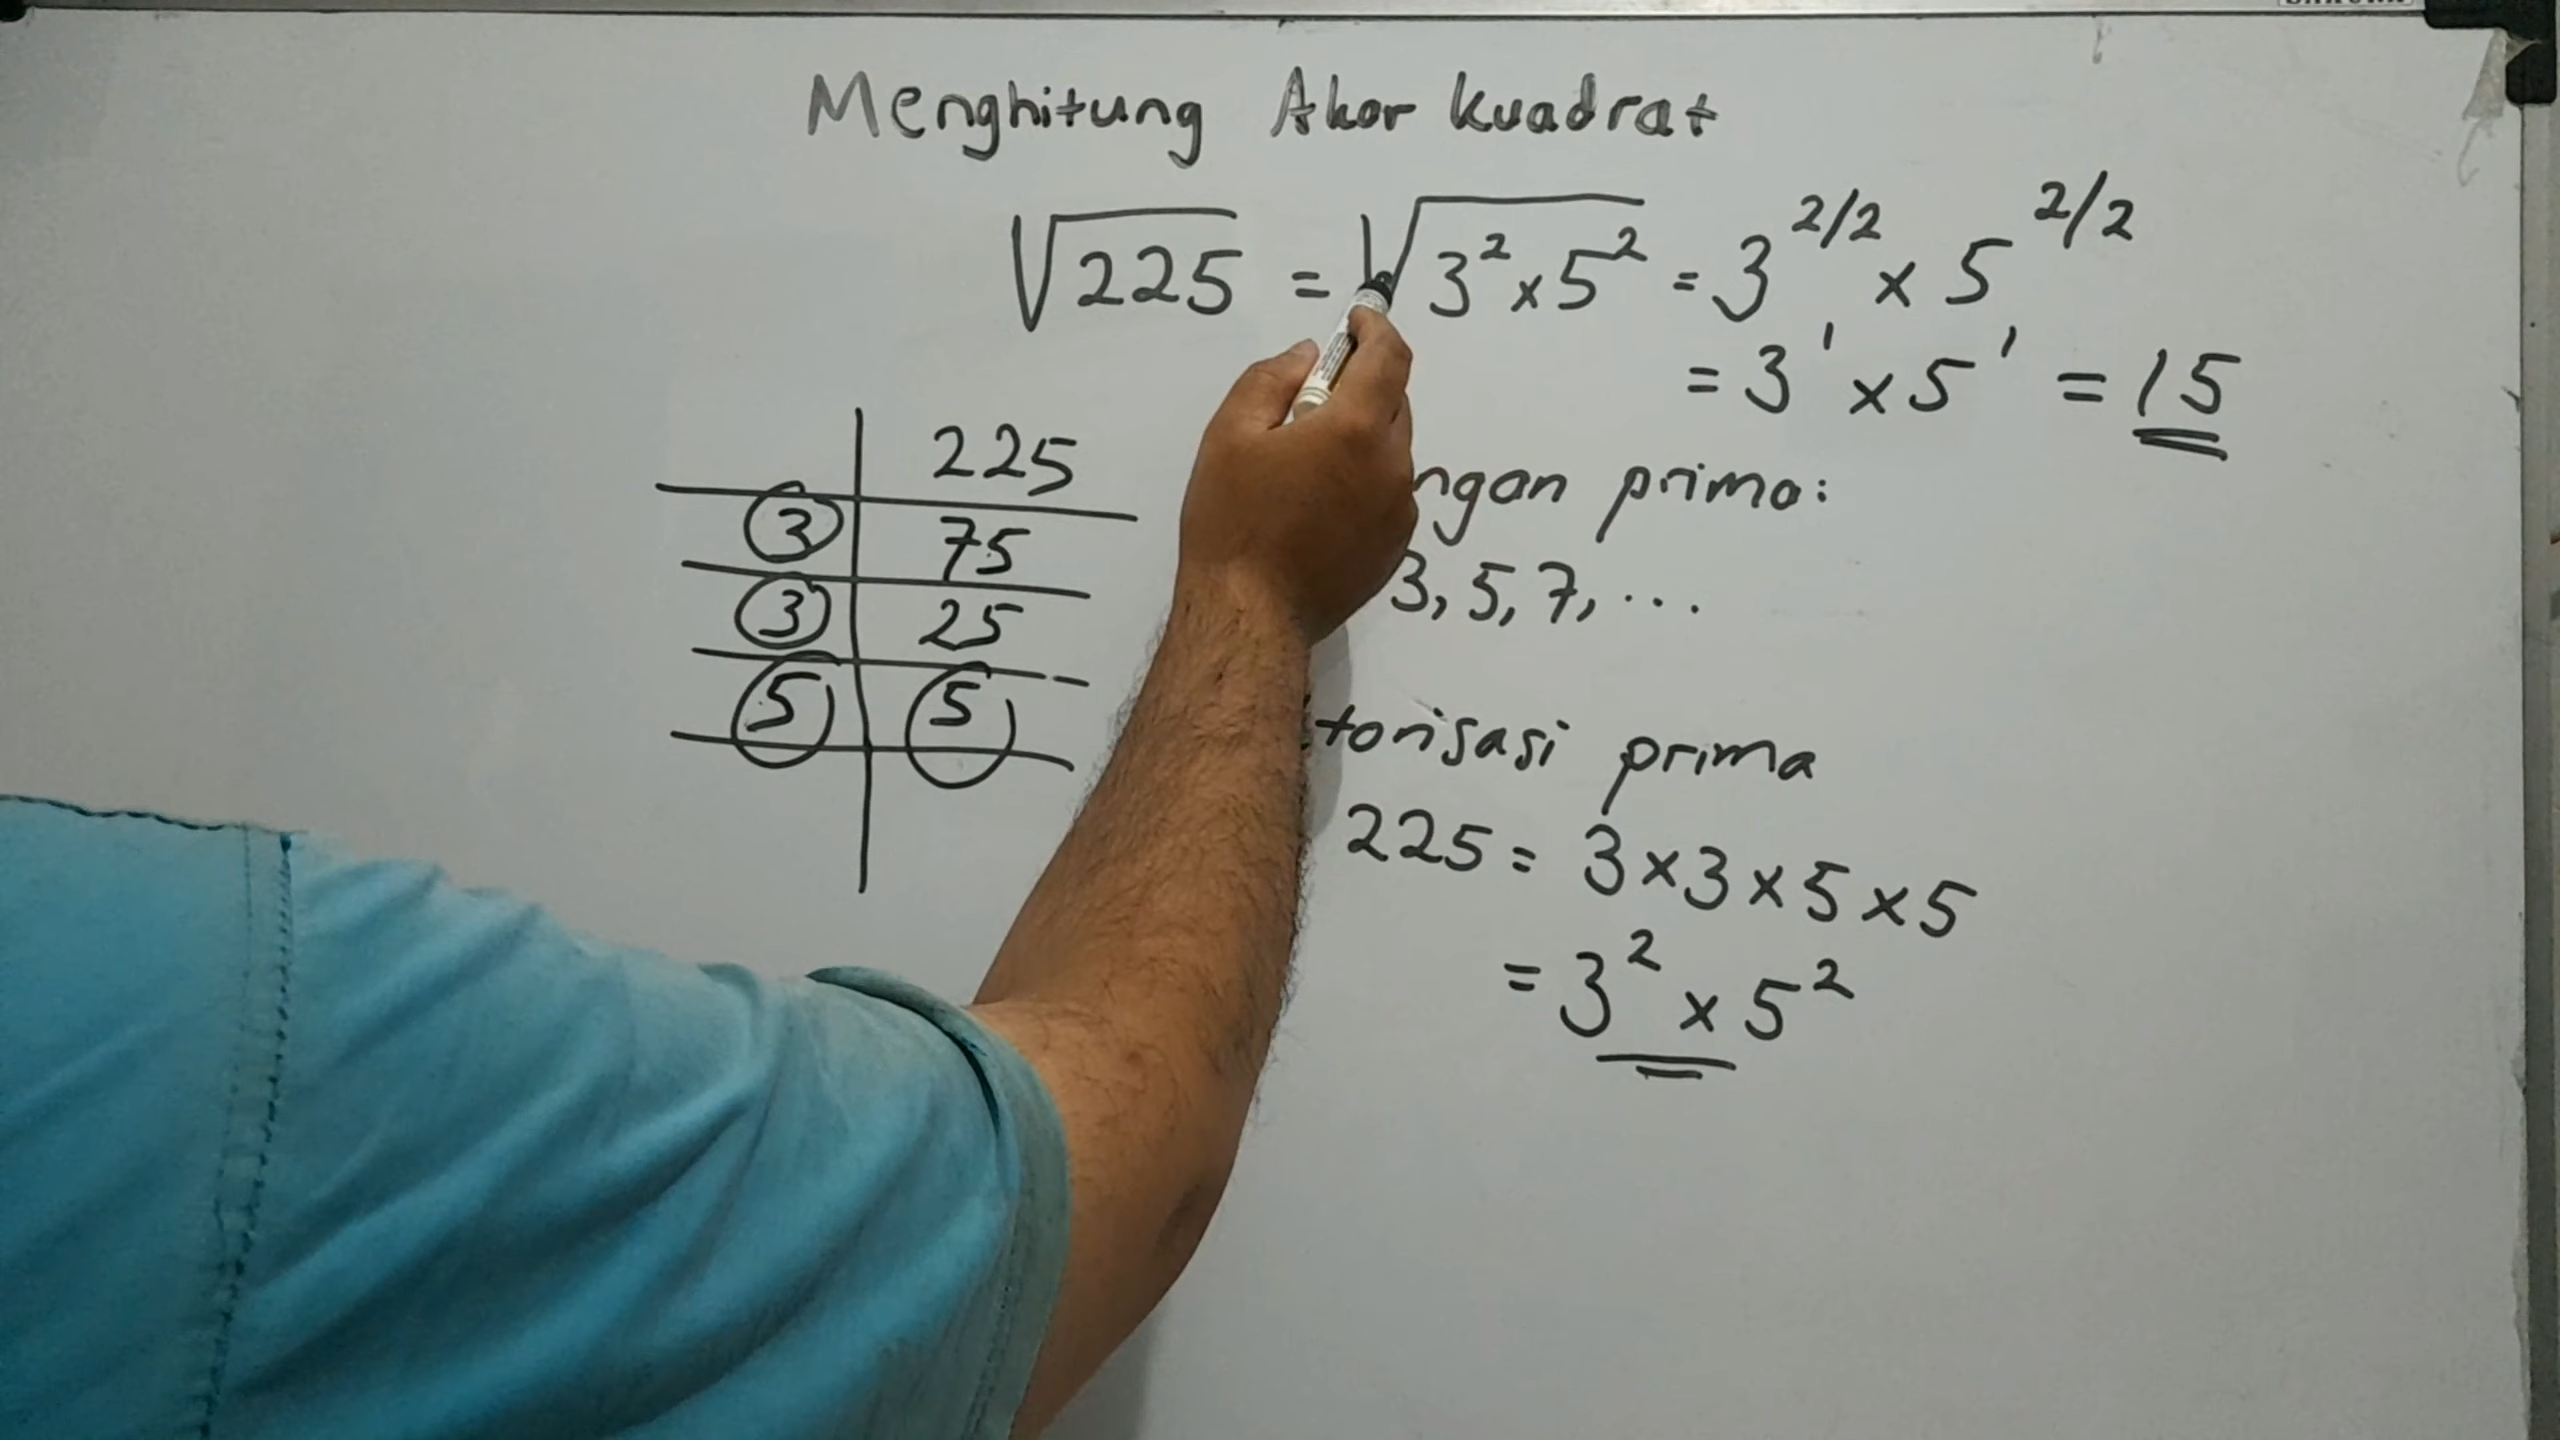 Menghitung Akar kuadrat
√225 = √3² × 5² = 3^2/2 × 5^2/2
= 3¹ × 5¹ = 15
225
3 75
3 25
5 5
ngan prima:
3, 5, 7, ...
torisasi prima
225 = 3 × 3 × 5 × 5
= 3² × 5²